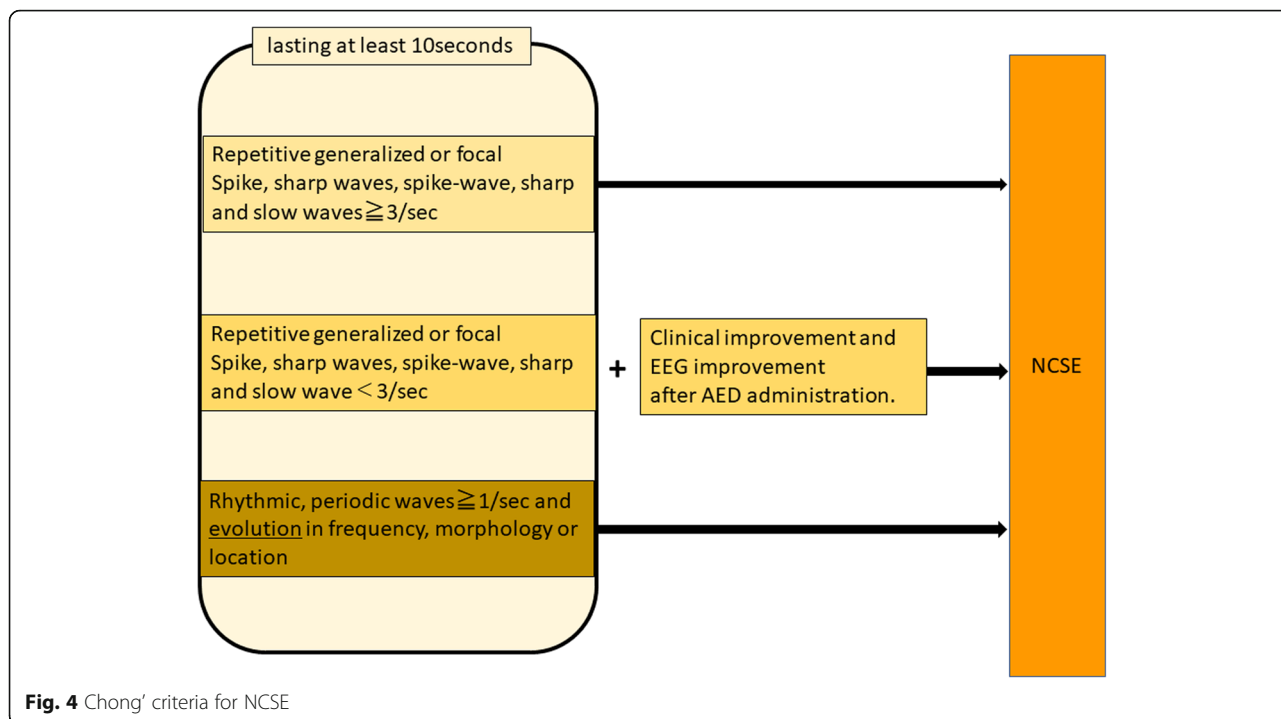 lasting at least 10seconds
Repetitive generalized or focal
Spike, sharp waves, spike-wave, sharp
and slow waves≧3/sec
Repetitive generalized or focal
Spike, sharp waves, spike-wave, sharp
and slow wave＜3/sec
+
Clinical improvement and
EEG improvement
after AED administration.
NCSE
Rhythmic, periodic waves≧1/sec and
evolution in frequency, morphology or
location
Fig. 4 Chong' criteria for NCSE